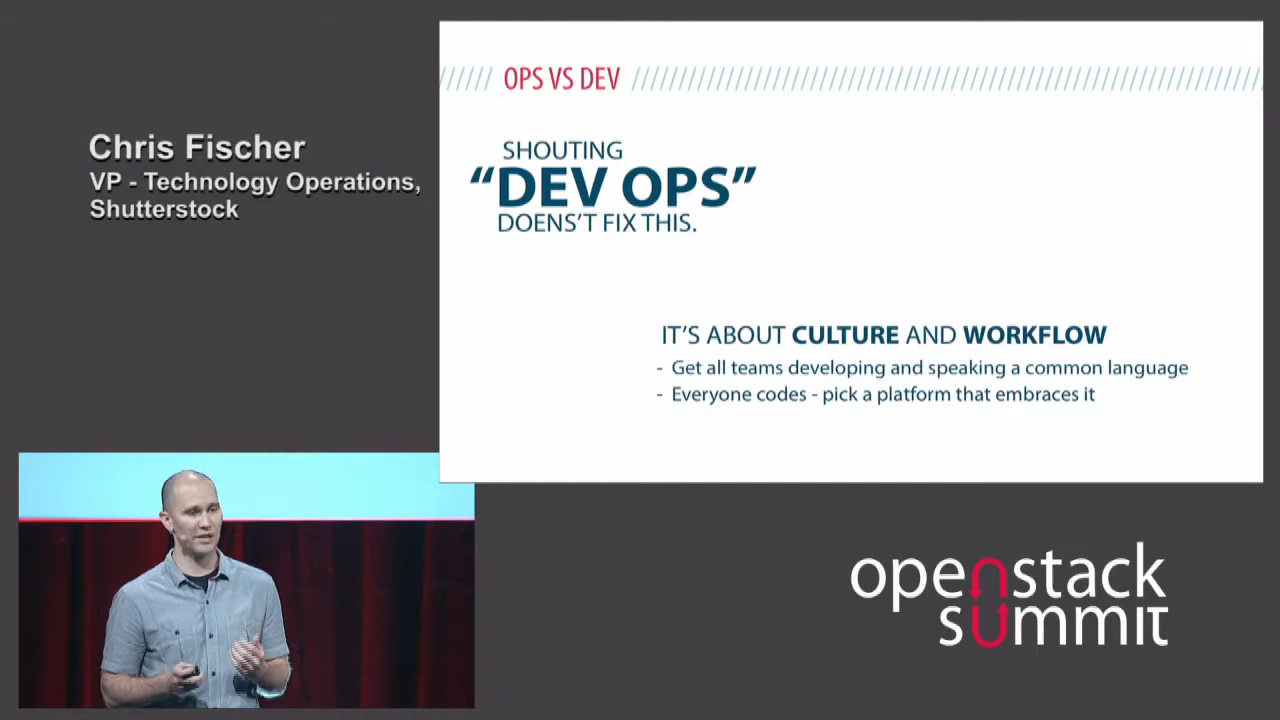 Chris Fischer
VP - Technology Operations,
Shutterstock
OPS VS DEV
SHOUTING
“DEV OPS”
DOENS’T FIX THIS.
IT’S ABOUT CULTURE AND WORKFLOW
- Get all teams developing and speaking a common language
- Everyone codes - pick a platform that embraces it
openstack
summit